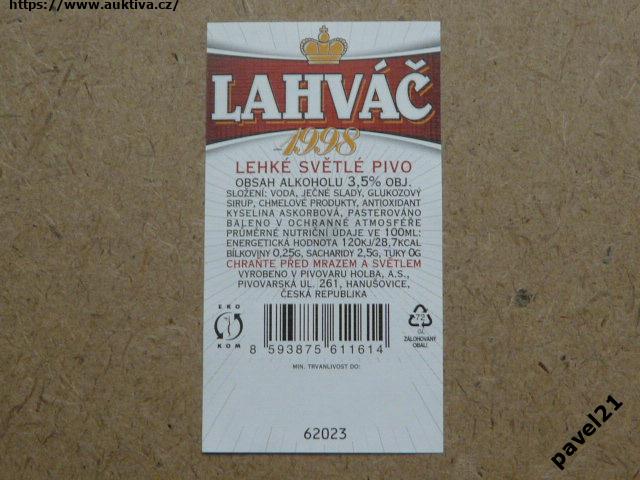 https://www.auktiva.cz/
LAHVÁČ
1998
LEHKÉ SVĚTLÉ PIVO
OBSAH ALKOHOLU 3,5% OBJ.
SLOŽENÍ: VODA, JEČNÉ SLADY, GLUKOZOVÝ
SIRUP, CHMELOVÉ PRODUKTY, ANTIOXIDANT
KYSELINA ASKORBOVÁ, PASTEROVÁNO
BALENO V OCHRANNÉ ATMOSFÉŘE
PRŮMĚRNÉ NUTRIČNÍ ÚDAJE VE 100ML:
ENERGETICKÁ HODNOTA 120KJ/28,7KCAL
BÍLKOVINY 0,25G, SACHARIDY 2,5G, TUKY 0G
CHRAŇTE PŘED MRAZEM A SVĚTLEM
VYROBENO V PIVOVARU HOLBA, A.S.,
PIVOVARSKÁ UL. 261, HANUŠOVICE,
ČESKÁ REPUBLIKA
EKO
KOM
8 593875 611614
72
GL
ZÁLOHOVANÝ
OBAL!
MIN. TRVANLIVOST DO:
62023
pavel21